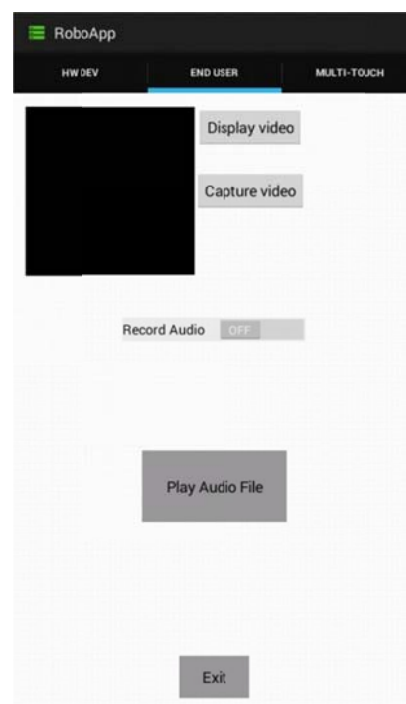 RoboApp
HW DEV END USER MULTI-TOUCH
Display video
Capture video
Record Audio OFF
Play Audio File
Exit